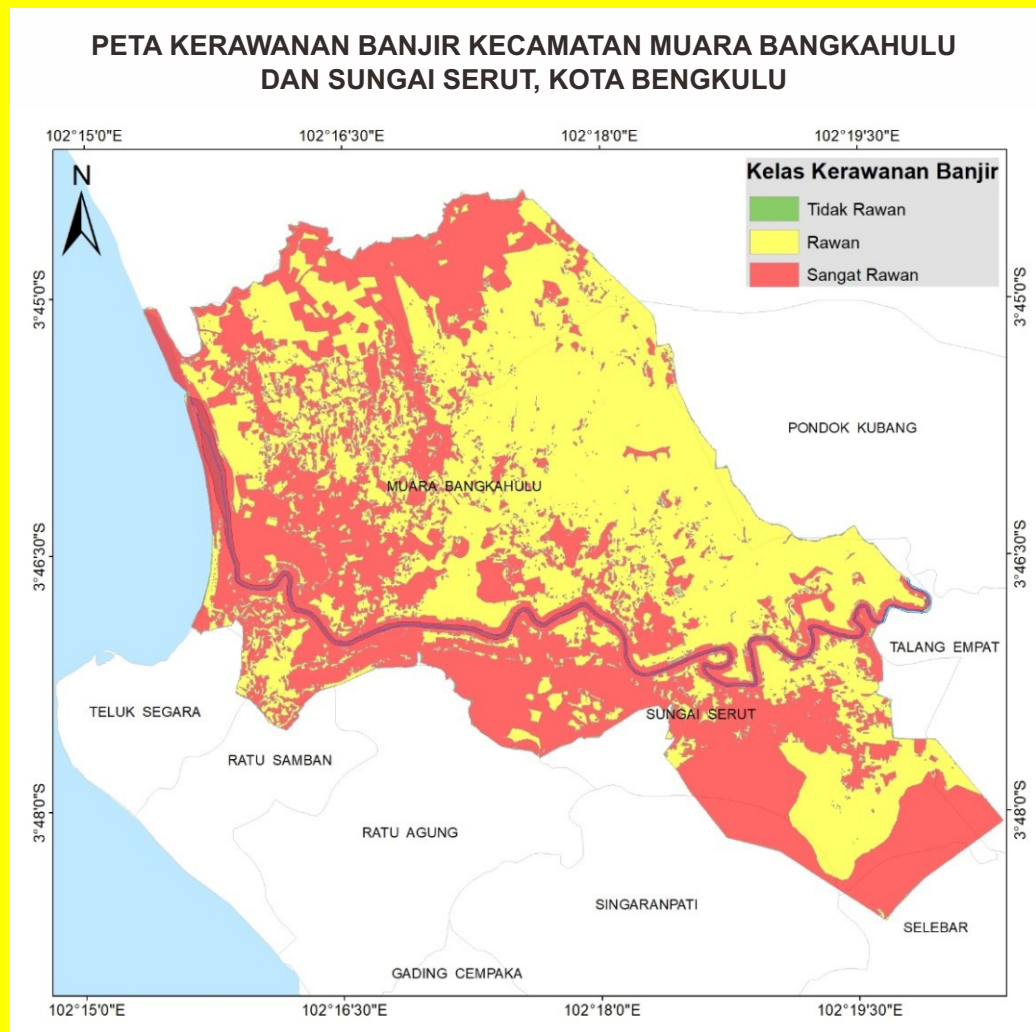 PETA KERAWANAN BANJIR KECAMATAN MUARA BANGKAHULU
DAN SUNGAI SERUT, KOTA BENGKULU
102°15'0"E
102°16'30"E
102°18'0"E
102°19'30"E
N
Kelas Kerawanan Banjir
Tidak Rawan
Rawan
Sangat Rawan
3°45'0"S
3°45'0"S
PONDOK KUBANG
MUARA BANGKAHULU
3°46'30"S
3°46'30"S
TALANG EMPAT
TELUK SEGARA
SUNGAI SERUT
RATU SAMBAN
3°48'0"S
3°48'0"S
RATU AGUNG
SINGARANPATI
SELEBAR
GADING CEMPAKA
102°15'0"E
102°16'30"E
102°18'0"E
102°19'30"E